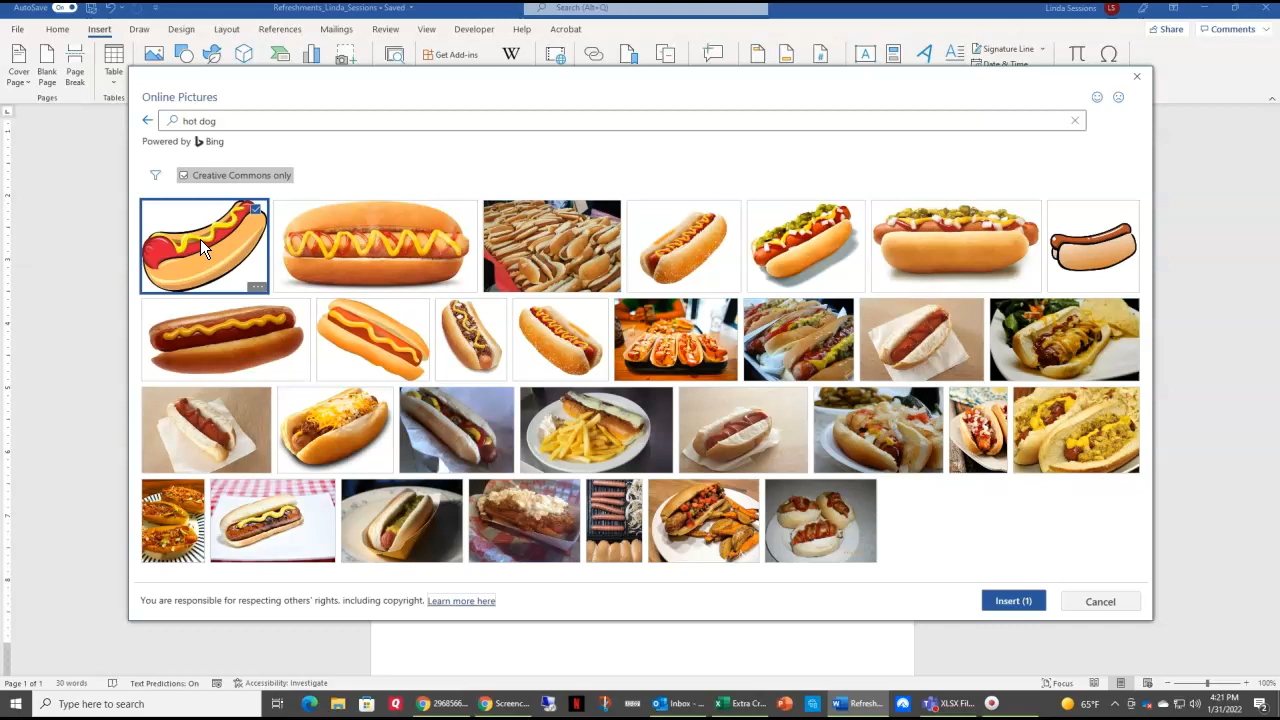 AutoSave On Refreshments_Linda_Sessions • Saved Search (Alt+Q) Linda Sessions LS
File Home Insert Draw Design Layout References Mailings Review View Developer Help Acrobat Share Comments
Get Add-ins W Signature Line
Cover Page Blank Page Page Break Table Date & Time
Pages Tables
Online Pictures
hot dog
Powered by Bing
Creative Commons only
You are responsible for respecting others' rights, including copyright. Learn more here
Insert (1) Cancel
Page 1 of 1 30 words Text Predictions: On Accessibility: Investigate Focus 100%
Type here to search 2968566... Screenc... Inbox - ... Extra Cr... Refresh... XLSX Fil... 65°F 4:21 PM
1/31/2022